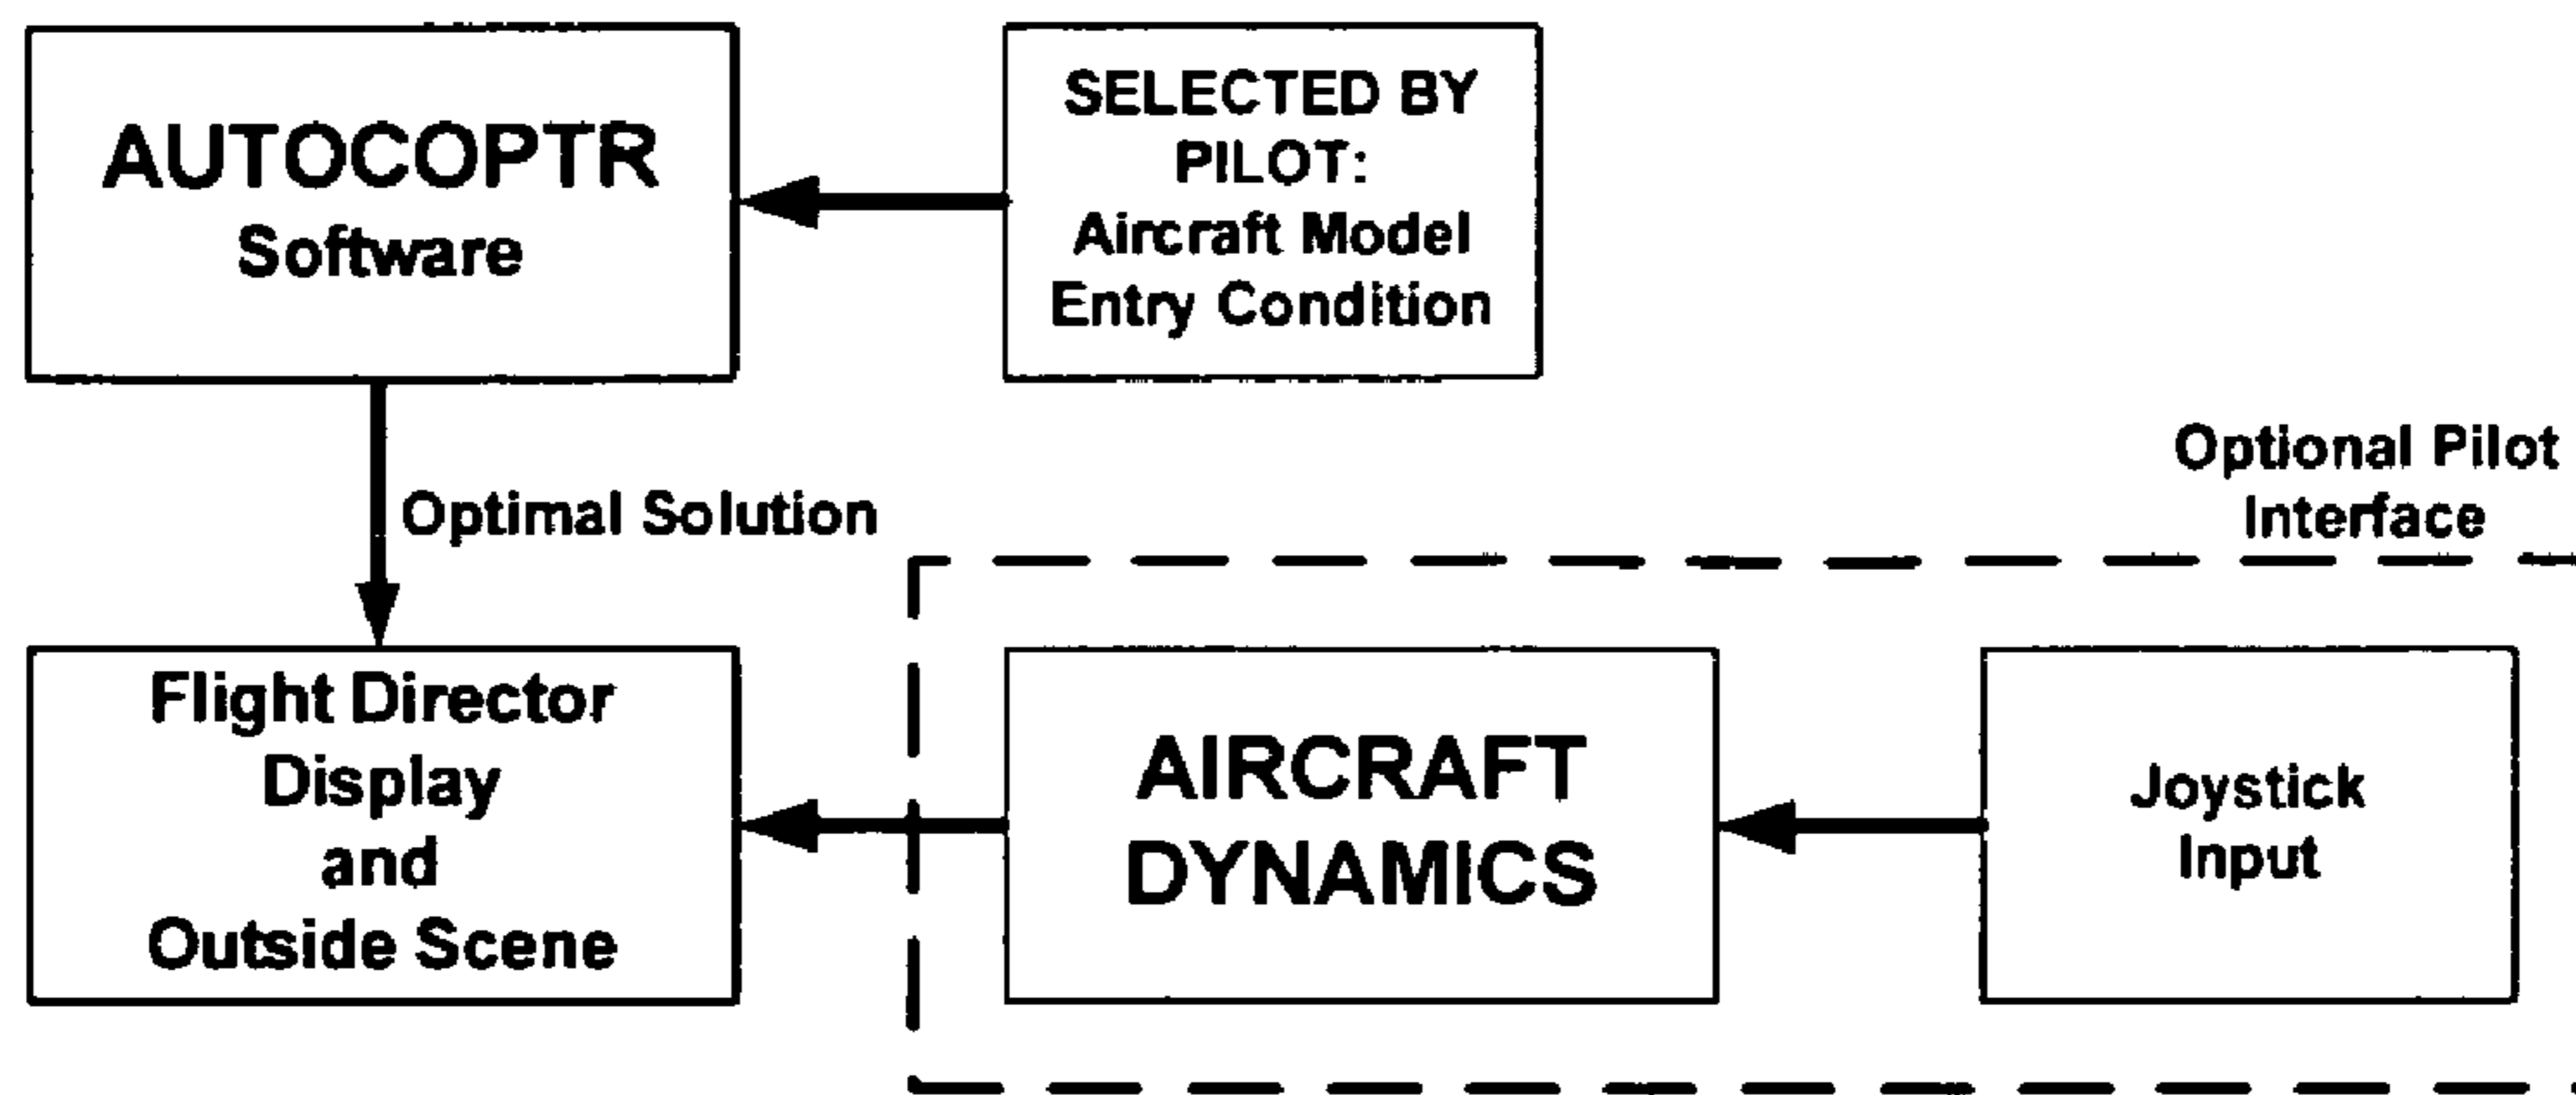 AUTOCOPTR
Software
SELECTED BY
PILOT:
Aircraft Model
Entry Condition
Optimal Solution
Optional Pilot
Interface
Flight Director
Display
and
Outside Scene
AIRCRAFT
DYNAMICS
Joystick
Input